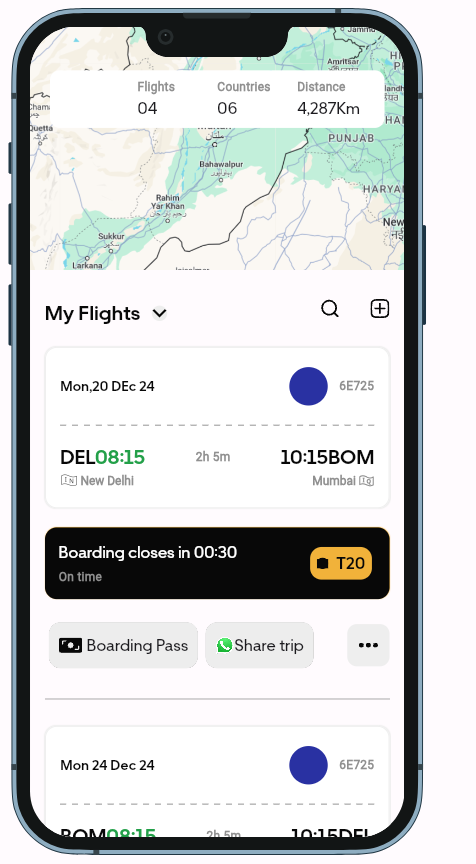 Jammu
Amritsar
Flights Countries Distance
04 06 4,287Km
Quetta
PUNJAB
Bahawalpur
HARYAN
Rahim
Yar Khan
New
Sukkur
Larkana
My Flights
Mon,20 DEc 24 6E725
DEL08:15 2h 5m 10:15BOM
New Delhi Mumbai
Boarding closes in 00:30
On time T20
Boarding Pass Share trip
Mon 24 Dec 24 6E725
BOM08:15 2h 5m 10:15DEL